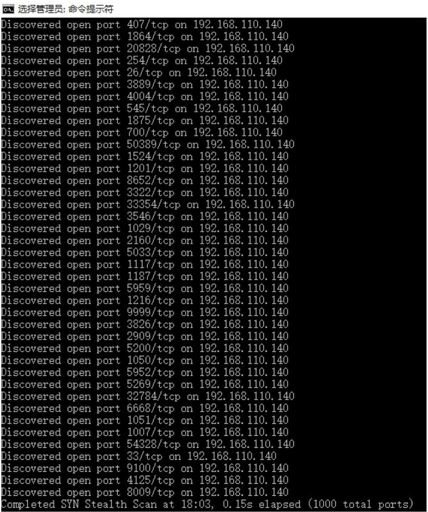 选择管理员: 命令提示符
Discovered open port 407/tcp on 192.168.110.140
Discovered open port 1864/tcp on 192.168.110.140
Discovered open port 20828/tcp on 192.168.110.140
Discovered open port 254/tcp on 192.168.110.140
Discovered open port 26/tcp on 192.168.110.140
Discovered open port 3889/tcp on 192.168.110.140
Discovered open port 4004/tcp on 192.168.110.140
Discovered open port 545/tcp on 192.168.110.140
Discovered open port 1875/tcp on 192.168.110.140
Discovered open port 700/tcp on 192.168.110.140
Discovered open port 50389/tcp on 192.168.110.140
Discovered open port 1524/tcp on 192.168.110.140
Discovered open port 1201/tcp on 192.168.110.140
Discovered open port 8652/tcp on 192.168.110.140
Discovered open port 3322/tcp on 192.168.110.140
Discovered open port 33354/tcp on 192.168.110.140
Discovered open port 3546/tcp on 192.168.110.140
Discovered open port 1029/tcp on 192.168.110.140
Discovered open port 2160/tcp on 192.168.110.140
Discovered open port 5033/tcp on 192.168.110.140
Discovered open port 1117/tcp on 192.168.110.140
Discovered open port 1187/tcp on 192.168.110.140
Discovered open port 5959/tcp on 192.168.110.140
Discovered open port 1216/tcp on 192.168.110.140
Discovered open port 9999/tcp on 192.168.110.140
Discovered open port 3826/tcp on 192.168.110.140
Discovered open port 2909/tcp on 192.168.110.140
Discovered open port 5200/tcp on 192.168.110.140
Discovered open port 1050/tcp on 192.168.110.140
Discovered open port 5952/tcp on 192.168.110.140
Discovered open port 5269/tcp on 192.168.110.140
Discovered open port 32784/tcp on 192.168.110.140
Discovered open port 6668/tcp on 192.168.110.140
Discovered open port 1051/tcp on 192.168.110.140
Discovered open port 1007/tcp on 192.168.110.140
Discovered open port 54328/tcp on 192.168.110.140
Discovered open port 33/tcp on 192.168.110.140
Discovered open port 9100/tcp on 192.168.110.140
Discovered open port 4125/tcp on 192.168.110.140
Discovered open port 8009/tcp on 192.168.110.140
Completed SYN Stealth Scan at 18:03, 0.15s elapsed (1000 total ports)